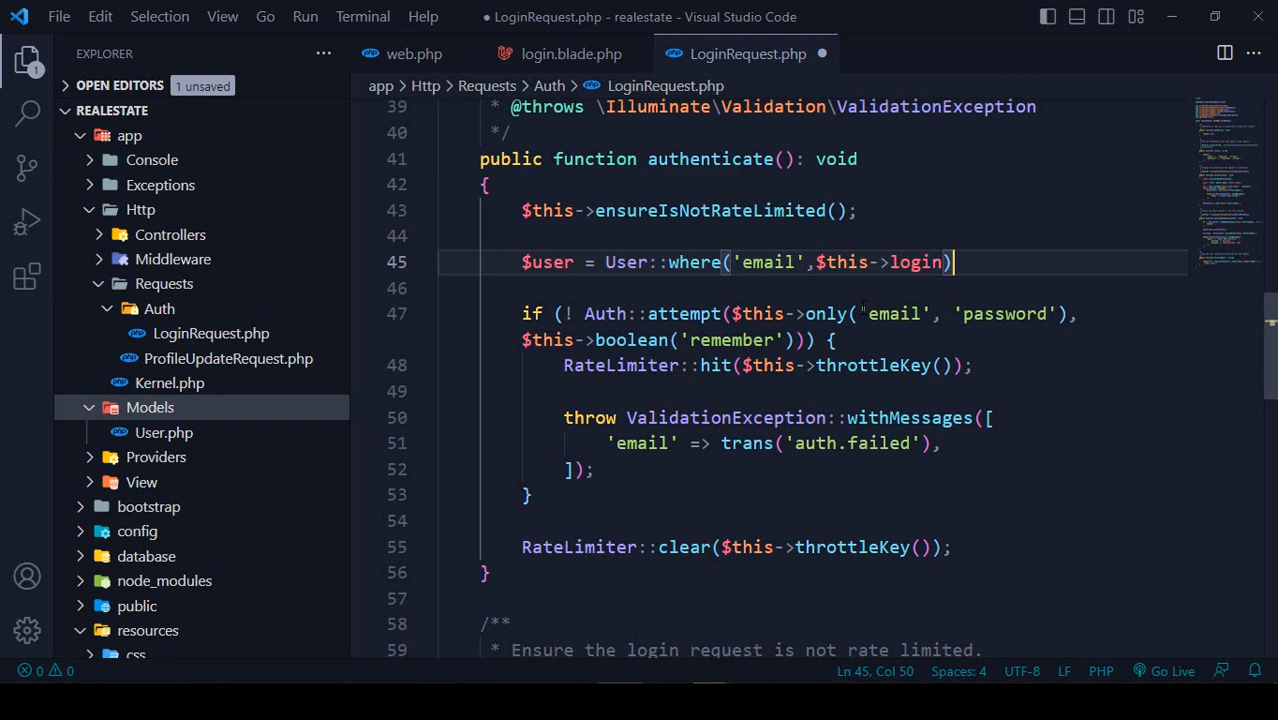 File Edit Selection View Go Run Terminal Help
● LoginRequest.php - realestate - Visual Studio Code
EXPLORER
1
OPEN EDITORS 1 unsaved
REALESTATE
app
Console
Exceptions
Http
Controllers
Middleware
Requests
Auth
LoginRequest.php
ProfileUpdateRequest.php
Kernel.php
Models
User.php
Providers
View
bootstrap
config
database
node_modules
public
resources
css
web.php login.blade.php LoginRequest.php
app > Http > Requests > Auth > LoginRequest.php
39 * @throws \Illuminate\Validation\ValidationException
40 */
41 public function authenticate(): void
42 {
43 $this->ensureIsNotRateLimited();
44
45 $user = User::where('email',$this->login)
46
47 if (! Auth::attempt($this->only('email', 'password'),
$this->boolean('remember'))) {
48 RateLimiter::hit($this->throttleKey());
49
50 throw ValidationException::withMessages([
51 'email' => trans('auth.failed'),
52 ]);
53 }
54
55 RateLimiter::clear($this->throttleKey());
56 }
57
58 /**
59 * Ensure the login request is not rate limited.
0 0 Ln 45, Col 50 Spaces: 4 UTF-8 LF PHP Go Live